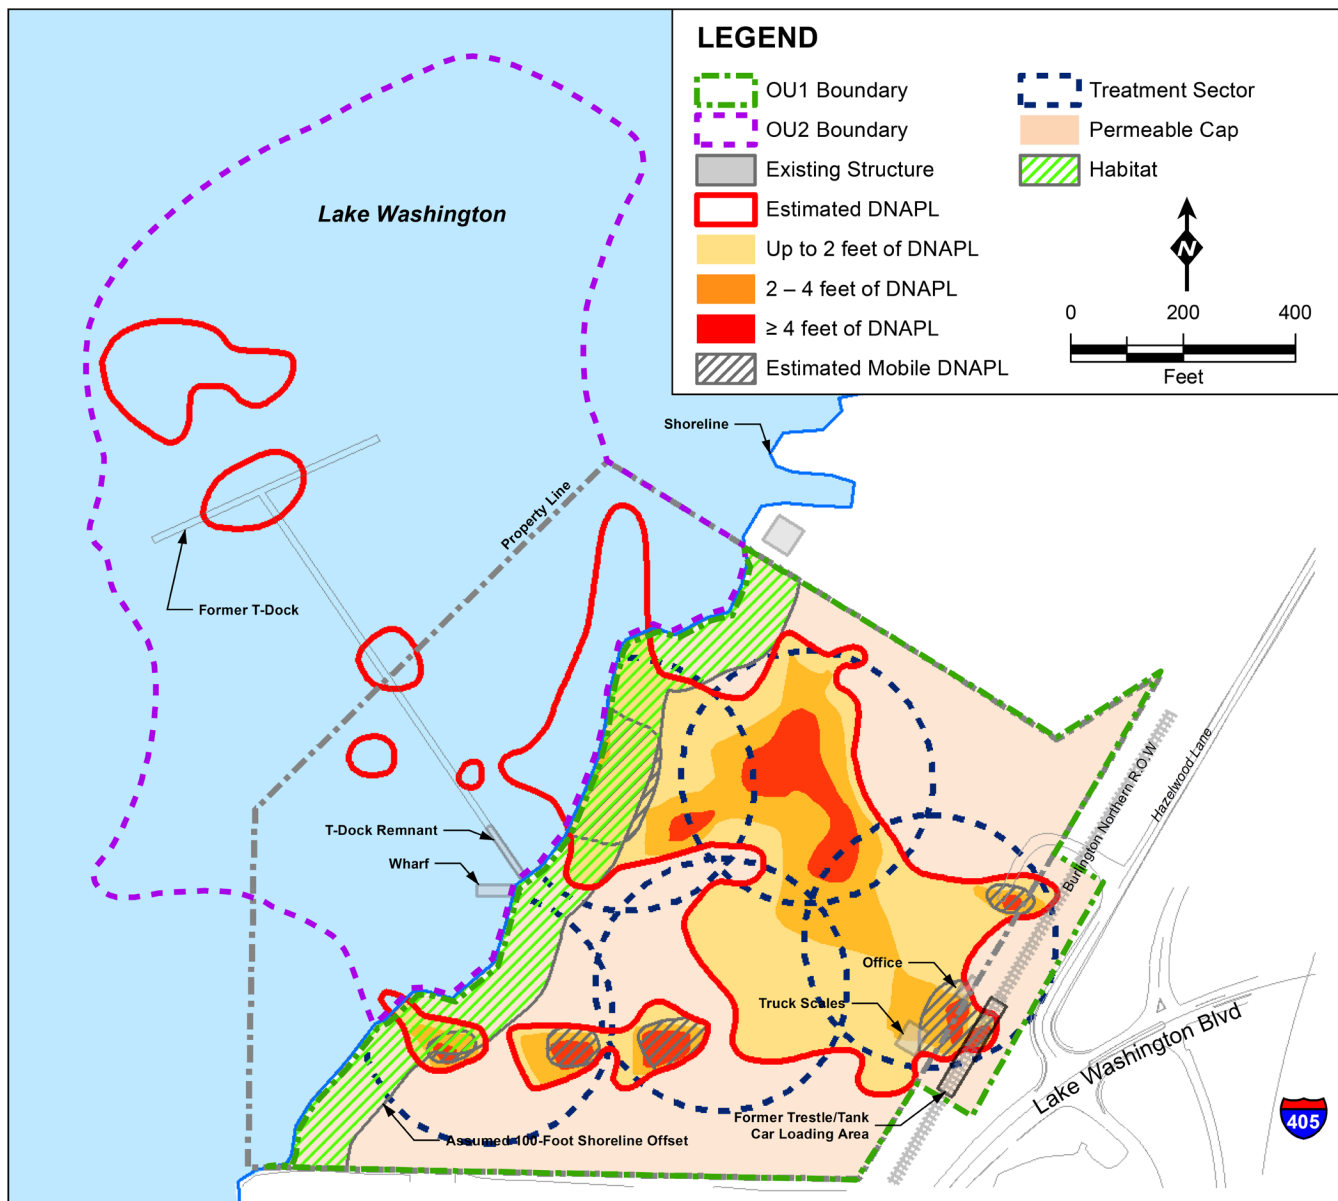 LEGEND
OU1 Boundary
OU2 Boundary
Existing Structure
Estimated DNAPL
Up to 2 feet of DNAPL
2 – 4 feet of DNAPL
≥ 4 feet of DNAPL
Estimated Mobile DNAPL
Treatment Sector
Permeable Cap
Habitat
N
0 200 400
Feet
Lake Washington
Shoreline
Property Line
Former T-Dock
T-Dock Remnant
Wharf
Burlington Northern R.O.W
Hazelwood Lane
Office
Truck Scales
Lake Washington Blvd
Former Trestle/Tank
Car Loading Area
Assumed 100-Foot Shoreline Offset
405